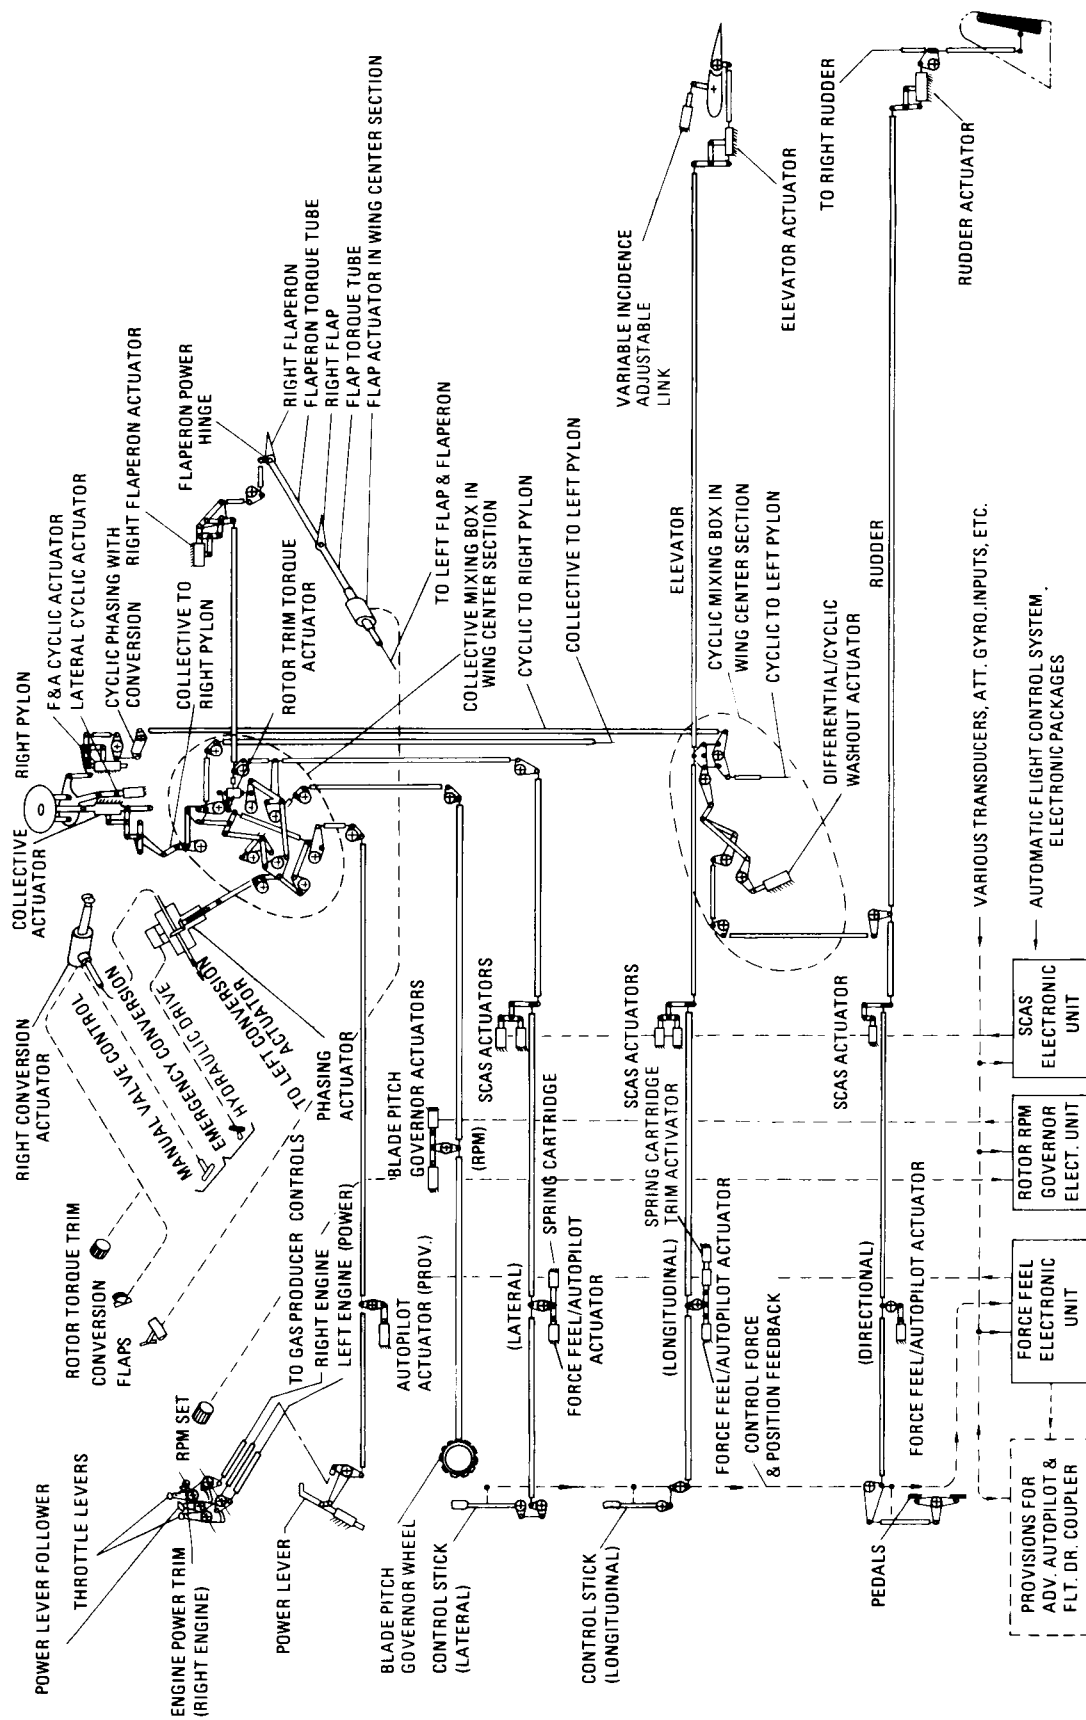 POWER LEVER FOLLOWER
THROTTLE LEVERS
ENGINE POWER TRIM
(RIGHT ENGINE)
RPM SET
POWER LEVER
BLADE PITCH
GOVERNOR WHEEL
CONTROL STICK
(LATERAL)
CONTROL STICK
(LONGITUDINAL)
PEDALS
PROVISIONS FOR
ADV. AUTOPILOT &
FLT. DR. COUPLER
ROTOR TORQUE TRIM
CONVERSION
FLAPS
TO GAS PRODUCER CONTROLS
RIGHT ENGINE
LEFT ENGINE (POWER)
AUTOPILOT
ACTUATOR (PROV.)
(LATERAL)
FORCE FEEL/AUTOPILOT
ACTUATOR
SPRING CARTRIDGE
(LONGITUDINAL)
SPRING CARTRIDGE
TRIM ACTIVATOR
FORCE FEEL/AUTOPILOT ACTUATOR
CONTROL FORCE
& POSITION FEEDBACK
(DIRECTIONAL)
FORCE FEEL/AUTOPILOT ACTUATOR
FORCE FEEL
ELECTRONIC
UNIT
RIGHT CONVERSION
ACTUATOR
MANUAL VALVE CONTROL
EMERGENCY CONVERSION
HYDRAULIC DRIVE
TO LEFT CONVERSION
ACTUATOR
PHASING
ACTUATOR
BLADE PITCH
GOVERNOR ACTUATORS
(RPM)
SCAS ACTUATORS
SCAS ACTUATORS
SCAS ACTUATOR
ROTOR RPM
GOVERNOR
ELECT. UNIT
SCAS
ELECTRONIC
UNIT
COLLECTIVE
ACTUATOR
RIGHT PYLON
F&A CYCLIC ACTUATOR
LATERAL CYCLIC ACTUATOR
CYCLIC PHASING WITH
CONVERSION
RIGHT FLAPERON ACTUATOR
COLLECTIVE TO
RIGHT PYLON
FLAPERON POWER
HINGE
ROTOR TRIM TORQUE
ACTUATOR
RIGHT FLAPERON
FLAPERON TORQUE TUBE
RIGHT FLAP
FLAP TORQUE TUBE
FLAP ACTUATOR IN WING CENTER SECTION
TO LEFT FLAP & FLAPERON
COLLECTIVE MIXING BOX IN
WING CENTER SECTION
CYCLIC TO RIGHT PYLON
COLLECTIVE TO LEFT PYLON
VARIABLE INCIDENCE
ADJUSTABLE
LINK
ELEVATOR
CYCLIC MIXING BOX IN
WING CENTER SECTION
CYCLIC TO LEFT PYLON
ELEVATOR ACTUATOR
DIFFERENTIAL/CYCLIC
WASHOUT ACTUATOR
TO RIGHT RUDDER
RUDDER
RUDDER ACTUATOR
VARIOUS TRANSDUCERS, ATT. GYRO.INPUTS, ETC.
AUTOMATIC FLIGHT CONTROL SYSTEM
ELECTRONIC PACKAGES